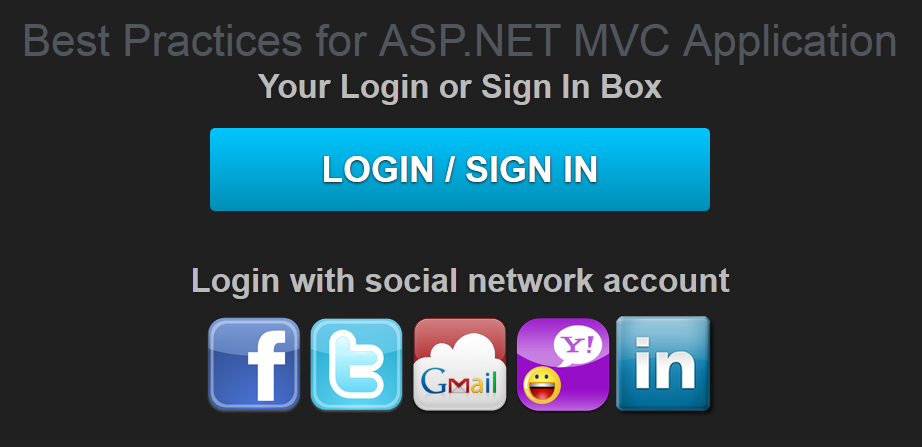 Best Practices for ASP.NET MVC Application
Your Login or Sign In Box
LOGIN / SIGN IN
Login with social network account
f t Gmail Y! in